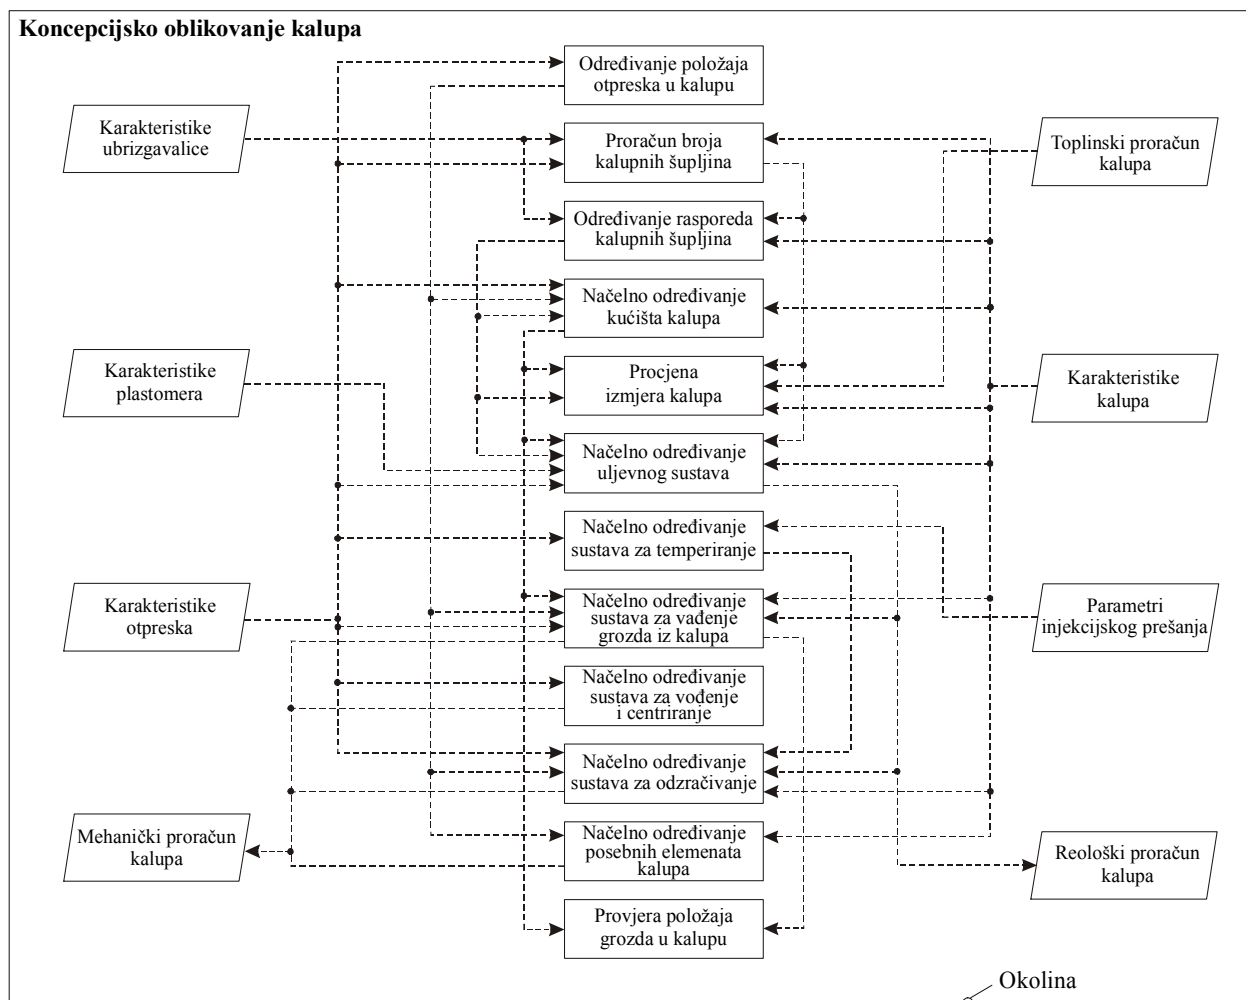 Koncepcijsko oblikovanje kalupa
Određivanje položaja
otpreska u kalupu
Karakteristike
ubrizgavalice
Proračun broja
kalupnih šupljina
Toplinski proračun
kalupa
Određivanje rasporeda
kalupnih šupljina
Načelno određivanje
kućišta kalupa
Karakteristike
plastomera
Procjena
izmjera kalupa
Karakteristike
kalupa
Načelno određivanje
uljevnog sustava
Načelno određivanje
sustava za temperiranje
Karakteristike
otpreska
Načelno određivanje
sustava za vađenje
grozda iz kalupa
Parametri
injekcijskog prešanja
Načelno određivanje
sustava za vođenje
i centriranje
Načelno određivanje
sustava za odzračivanje
Mehanički proračun
kalupa
Načelno određivanje
posebnih elemenata
kalupa
Reološki proračun
kalupa
Provjera položaja
grozda u kalupu
Okolina